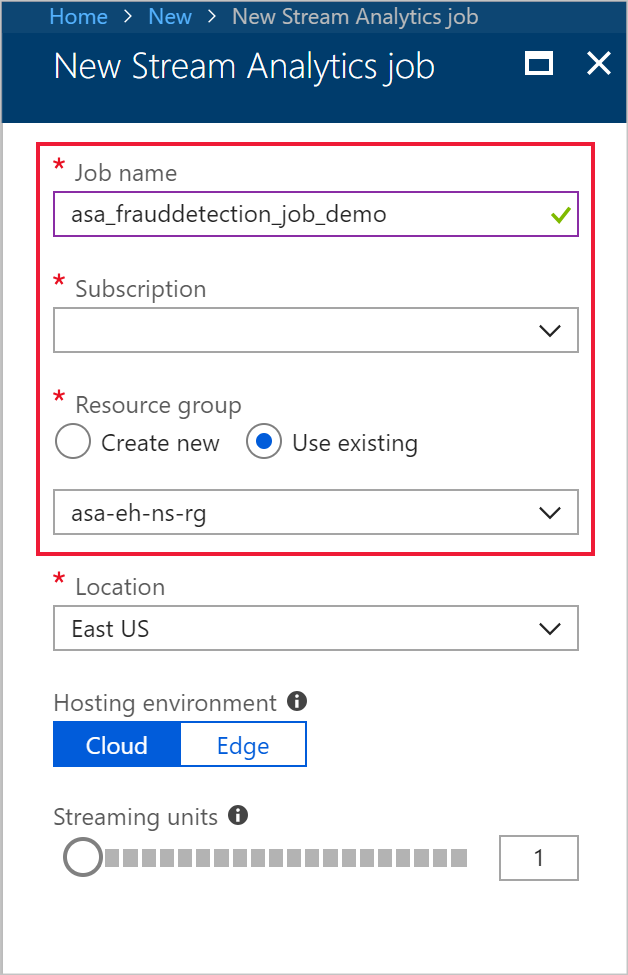 Home > New > New Stream Analytics job
New Stream Analytics job
* Job name
asa_frauddetection_job_demo
* Subscription
* Resource group
Create new Use existing
asa-eh-ns-rg
* Location
East US
Hosting environment
Cloud Edge
Streaming units
1